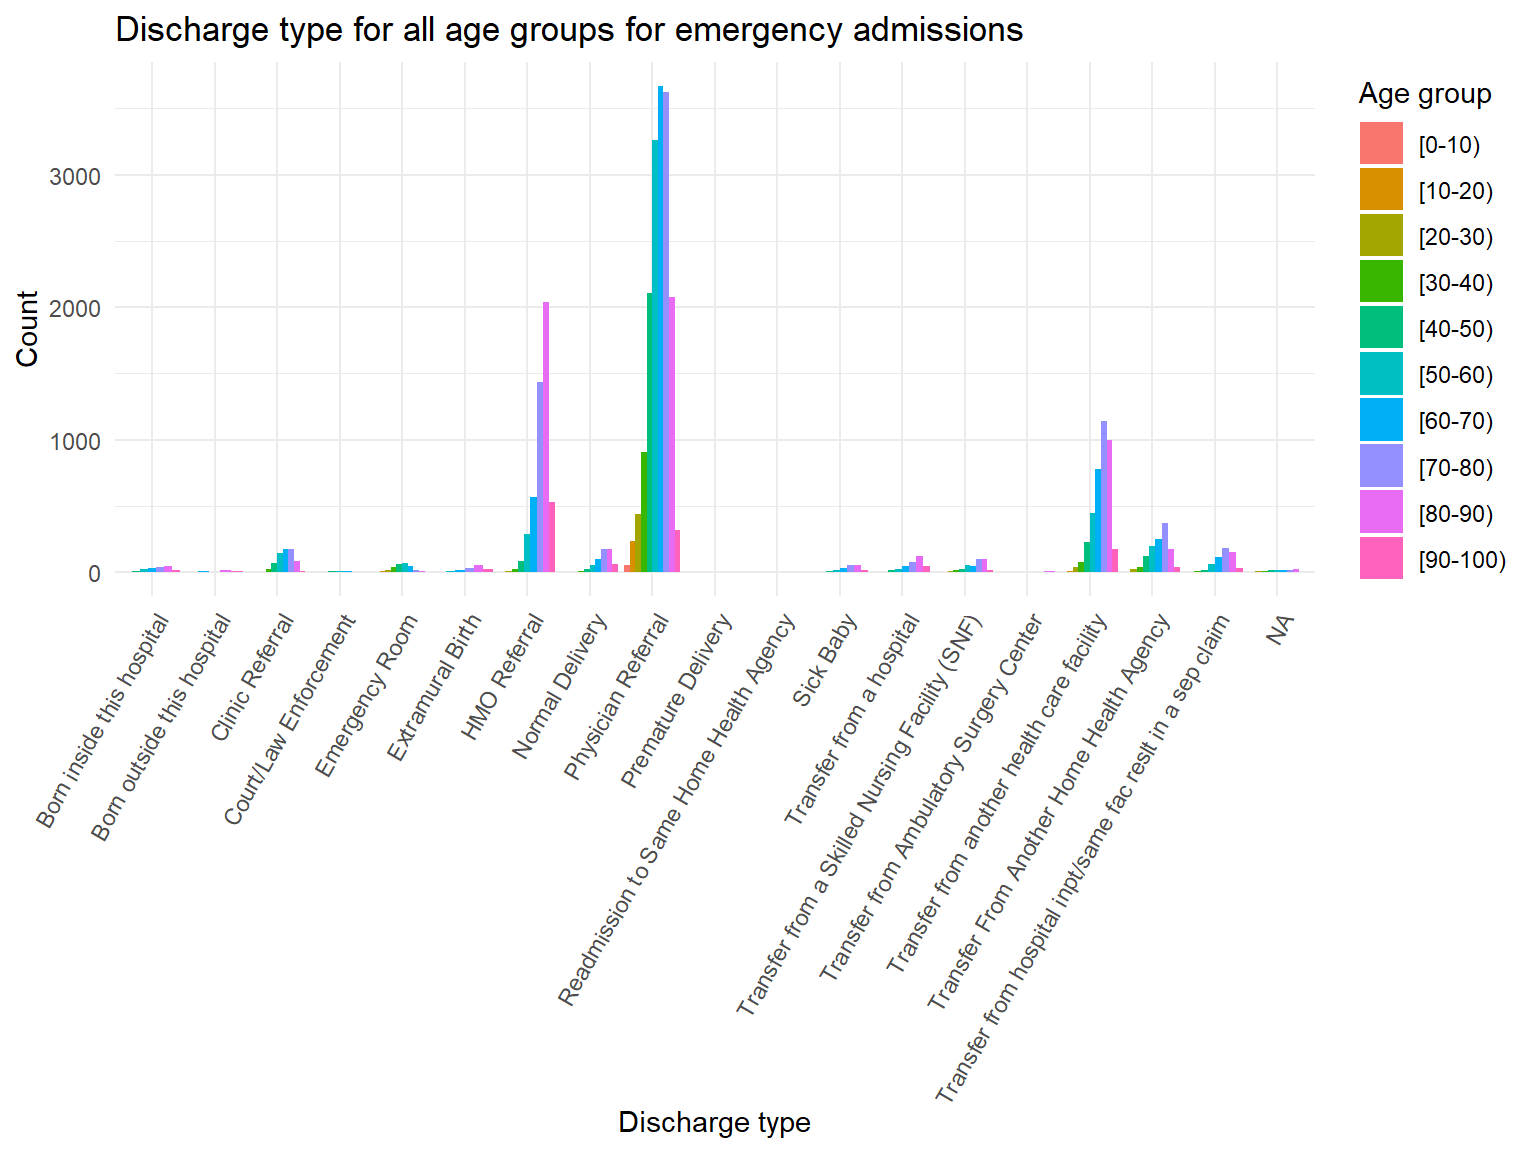 Discharge type for all age groups for emergency admissions
Count
3000
2000
1000
0
Born inside this hospital
Born outside this hospital
Clinic Referral
Court/Law Enforcement
Emergency Room
Extramural Birth
HMO Referral
Normal Delivery
Physician Referral
Premature Delivery
Readmission to Same Home Health Agency
Sick Baby
Transfer from a hospital
Transfer from a Skilled Nursing Facility (SNF)
Transfer from Ambulatory Surgery Center
Transfer from another health care facility
Transfer From Another Home Health Agency
Transfer from hospital inpt/same fac reslt in a sep claim
NA
Discharge type
Age group
[0-10)
[10-20)
[20-30)
[30-40)
[40-50)
[50-60)
[60-70)
[70-80)
[80-90)
[90-100)